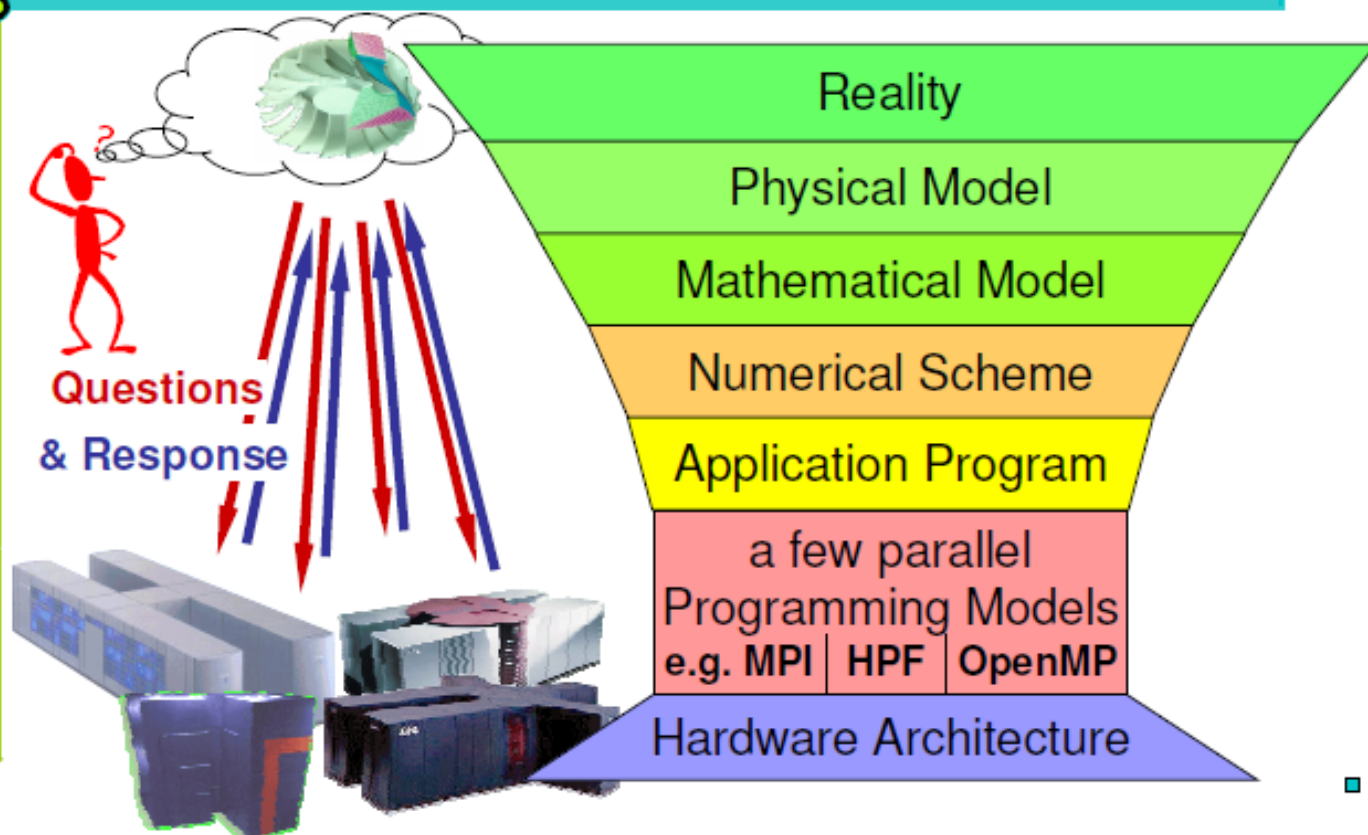 ?
Reality
Physical Model
Mathematical Model
Numerical Scheme
Application Program
a few parallel
Programming Models
e.g. MPI HPF OpenMP
Hardware Architecture
Questions
& Response